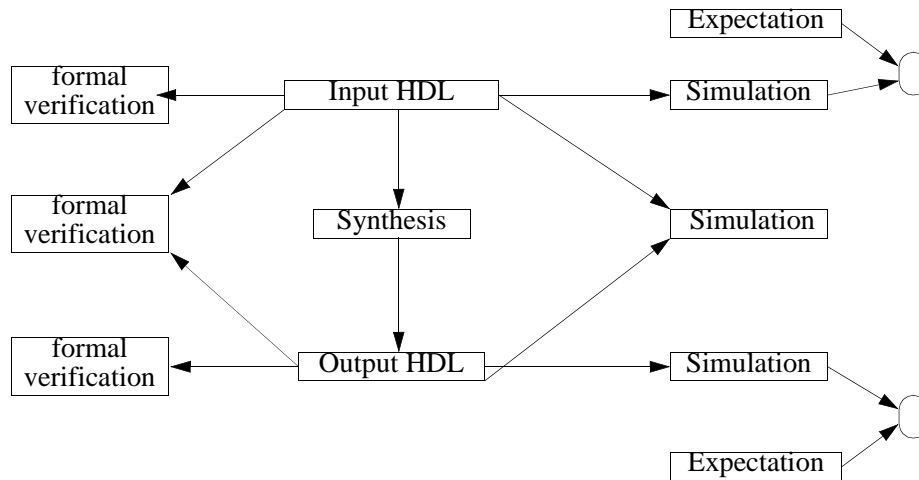 Expectation
formal
verification
Input HDL
Simulation
formal
verification
Synthesis
Simulation
formal
verification
Output HDL
Simulation
Expectation